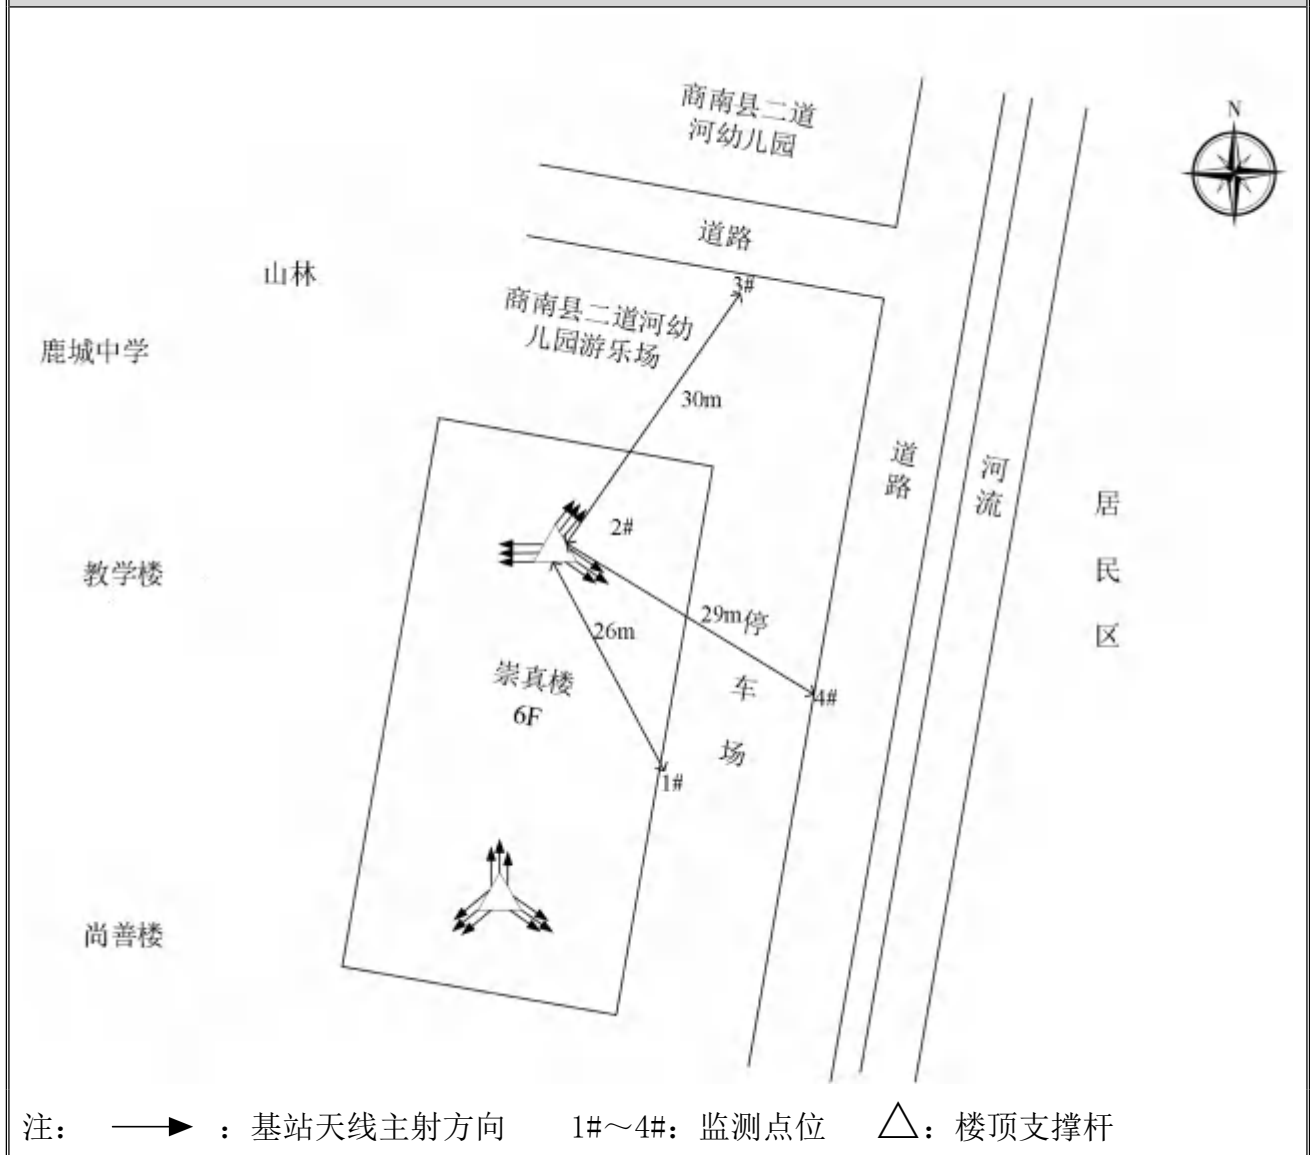 商南县二道
河幼儿园
N
道路
山林
3#
商南县二道河幼
儿园游乐场
鹿城中学
30m
道
路
河
流
居
民
区
2#
教学楼
29m
停
车
场
26m
崇真楼
6F
4#
1#
尚善楼
注： ：基站天线主射方向 1#～4#：监测点位 △：楼顶支撑杆